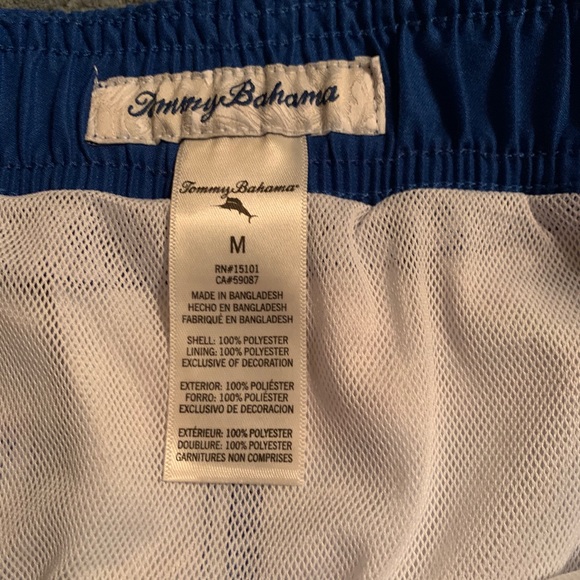 Tommy Bahama
Tommy Bahama
M
RN#15101
CA#59087
MADE IN BANGLADESH
HECHO EN BANGLADESH
FABRIQUÉ EN BANGLADESH
SHELL: 100% POLYESTER
LINING: 100% POLYESTER
EXCLUSIVE OF DECORATION
EXTERIOR: 100% POLIÉSTER
FORRO: 100% POLIÉSTER
EXCLUSIVO DE DECORACION
EXTÉRIEUR: 100% POLYESTER
DOUBLURE: 100% POLYESTER
GARNITURES NON COMPRISES